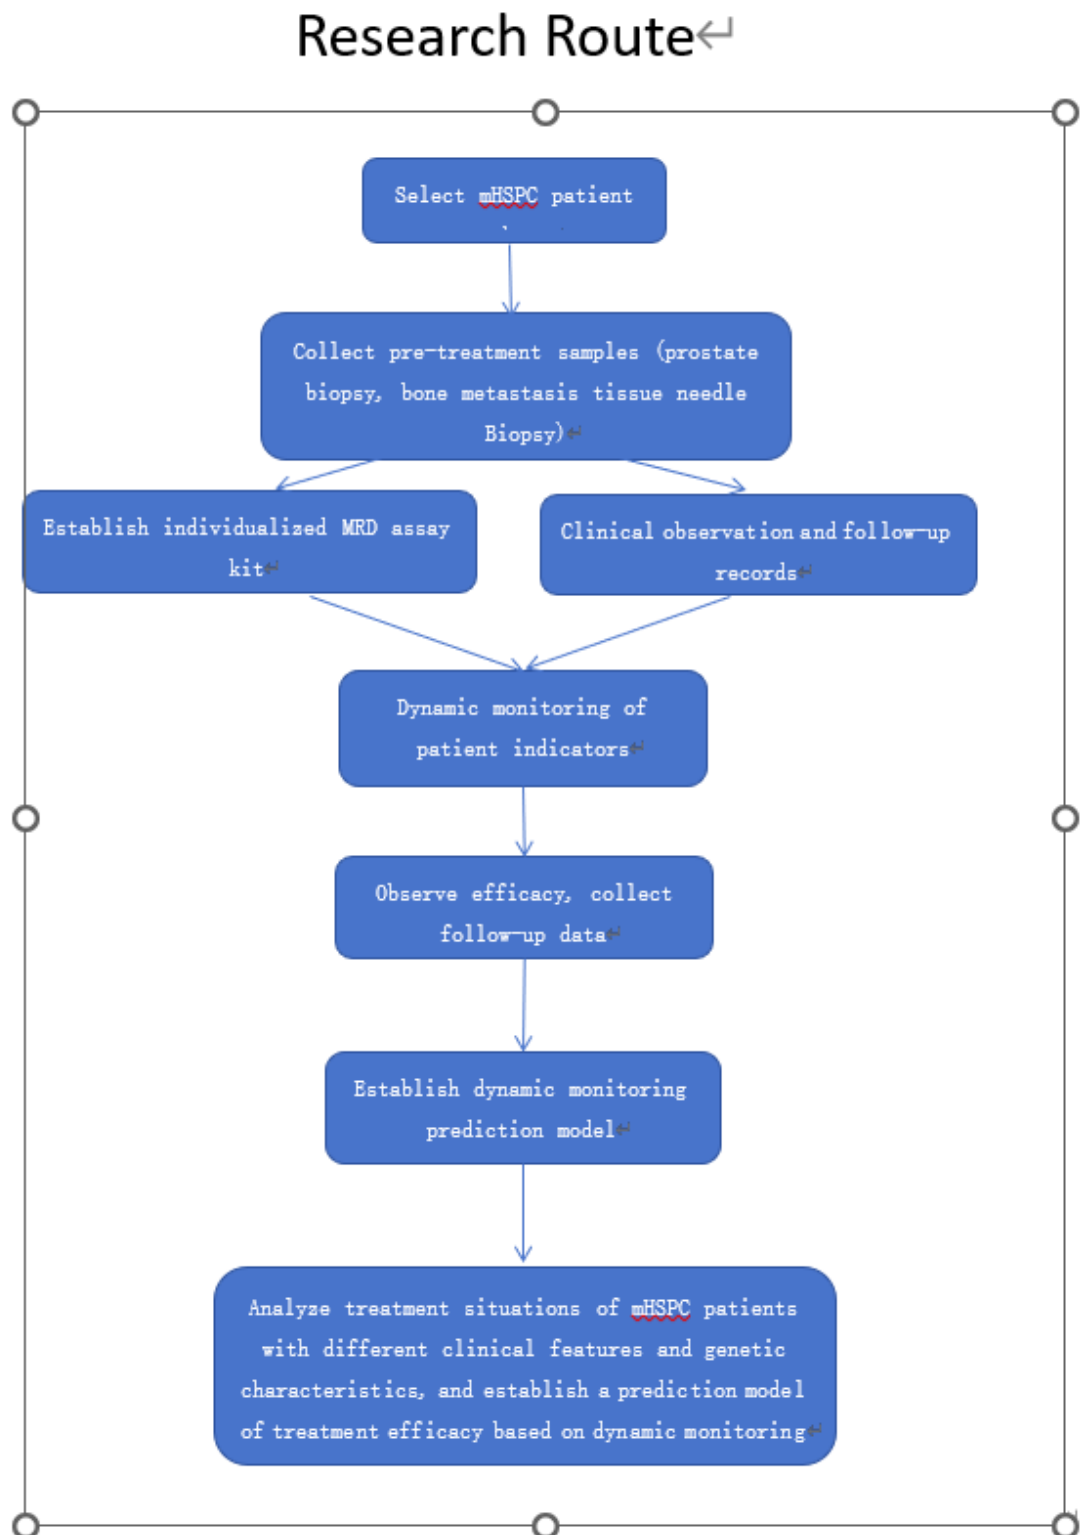 Research Route
Select mHSPC patient
Collect pre-treatment samples (prostate
biopsy, bone metastasis tissue needle
Biopsy)
Establish individualized MRD assay
kit
Clinical observation and follow-up
records
Dynamic monitoring of
patient indicators
Observe efficacy, collect
follow-up data
Establish dynamic monitoring
prediction model
Analyze treatment situations of mHSPC patients
with different clinical features and genetic
characteristics, and establish a prediction model
of treatment efficacy based on dynamic monitoring